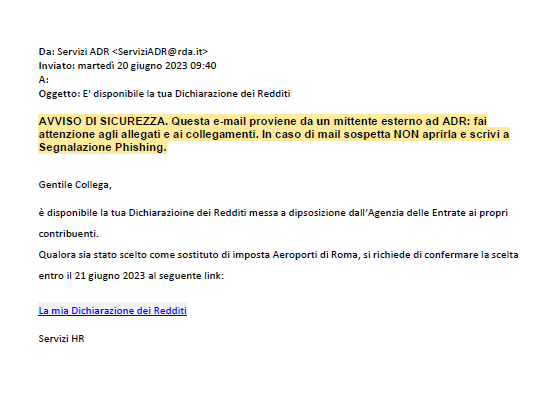 Da: Servizi ADR <ServiziADR@rda.it>
Inviato: martedì 20 giugno 2023 09:40
A:
Oggetto: E' disponibile la tua Dichiarazione dei Redditi
AVVISO DI SICUREZZA. Questa e-mail proviene da un mittente esterno ad ADR: fai
attenzione agli allegati e ai collegamenti. In caso di mail sospetta NON aprirla e scrivi a
Segnalazione Phishing.
Gentile Collega,
è disponibile la tua Dichiarazioine dei Redditi messa a dipsosizione dall'Agenzia delle Entrate ai propri
contribuenti.
Qualora sia stato scelto come sostituto di imposta Aeroporti di Roma, si richiede di confermare la scelta
entro il 21 giugno 2023 al seguente link:
La mia Dichiarazione dei Redditi
Servizi HR